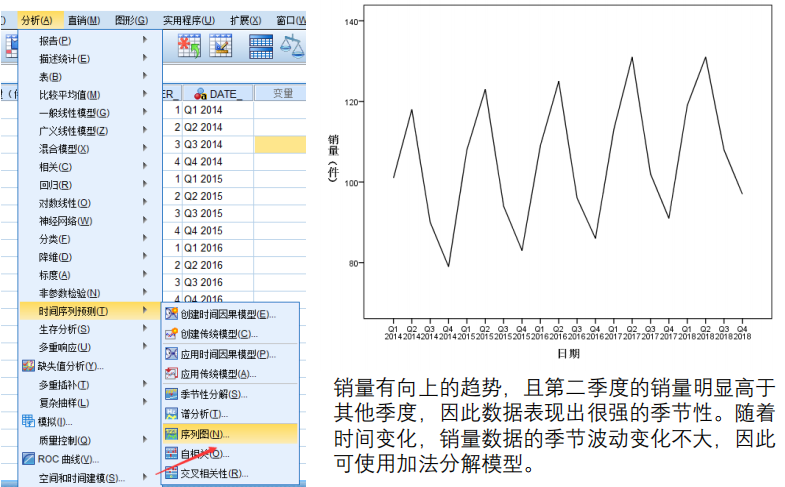 分析(A) 直销(M) 图形(G) 实用程序(U) 扩展(X) 窗口(W
报告(P)
描述统计(E)
表(B)
比较平均值(M)
一般线性模型(G)
广义线性模型(Z)
混合模型(X)
相关(C)
回归(R)
对数线性(O)
神经网络(W)
分类(F)
降维(D)
标度(A)
非参数检验(N)
时间序列预测(T)
生存分析(S)
多重响应(U)
缺失值分析(Y)...
多重插补(T)
复杂抽样(L)
模拟(I)...
质量控制(Q)
ROC 曲线(V)...
空间和时间建模(S)...
ER_ DATE_ 变量
1 Q1 2014
2 Q2 2014
3 Q3 2014
4 Q4 2014
1 Q1 2015
2 Q2 2015
3 Q3 2015
4 Q4 2015
1 Q1 2016
2 Q2 2016
3 Q3 2016
4 Q4 2016
创建时间因果模型(E)...
创建传统模型(C)...
应用时间因果模型(P)...
应用传统模型(A)...
季节性分解(S)...
谱分析(T)...
序列图(N)...
自相关(O)...
交叉相关性(R)...
140
120
100
80
销量（件）
Q1 Q2 Q3 Q4 Q1 Q2 Q3 Q4 Q1 Q2 Q3 Q4 Q1 Q2 Q3 Q4 Q1 Q2 Q3 Q4
2014 2014 2014 2014 2015 2015 2015 2015 2016 2016 2016 2016 2017 2017 2017 2017 2018 2018 2018 2018
日期
销量有向上的趋势，且第二季度的销量明显高于
其他季度，因此数据表现出很强的季节性。随着
时间变化，销量数据的季节波动变化不大，因此
可使用加法分解模型。